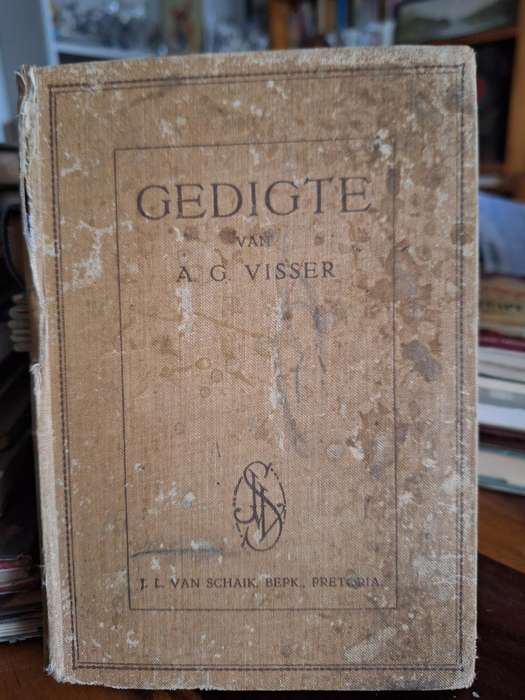 GEDIGTE
VAN
A. G. VISSER
J. L. VAN SCHAIK, BEPK., PRETORIA.